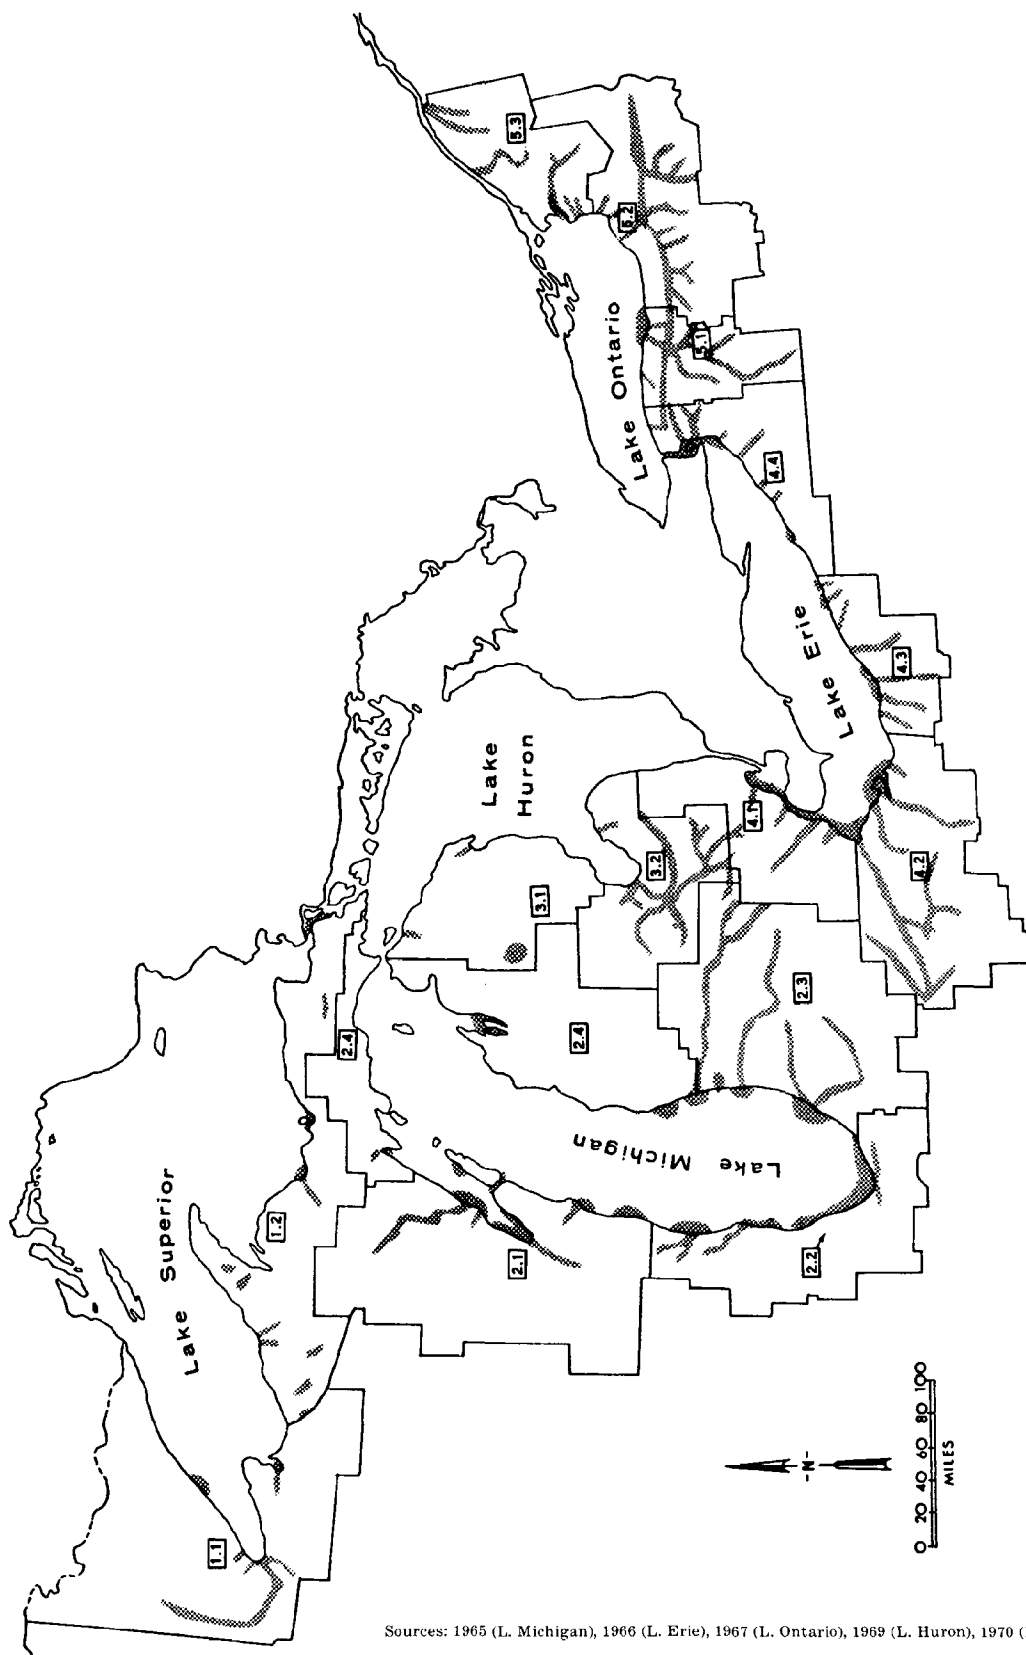 Lake
Superior
Lake
Huron
Lake Michigan
Lake Ontario
Lake Erie
1.1
1.2
2.1
2.2
2.3
2.4
2.4
3.1
3.2
4.1
4.2
4.3
4.4
5.1
5.2
5.3
-N-
0 20 40 60 80 100
MILES
Sources: 1965 (L. Michigan), 1966 (L. Erie), 1967 (L. Ontario), 1969 (L. Huron), 1970 (